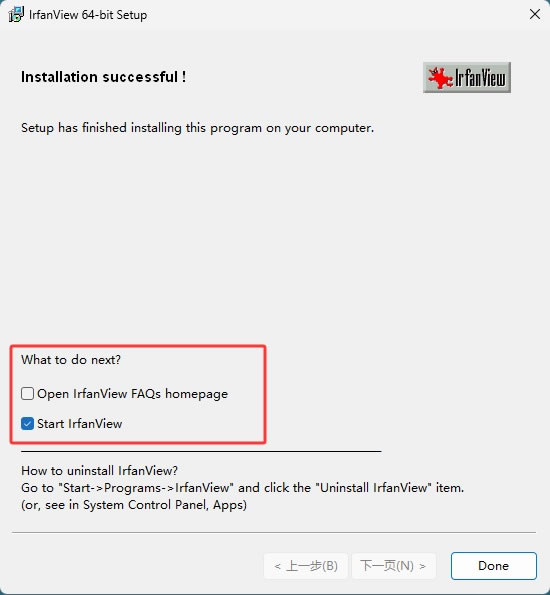 IrfanView 64-bit Setup
Installation successful !
IrfanView
Setup has finished installing this program on your computer.
What to do next?
Open IrfanView FAQs homepage
Start IrfanView
How to uninstall IrfanView?
Go to "Start->Programs->IrfanView" and click the "Uninstall IrfanView" item.
(or, see in System Control Panel, Apps)
< 上一步(B) 下一页(N) > Done